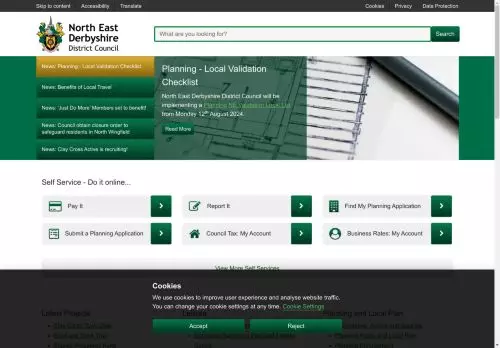 Skip to content Accessibility Translate Cookies Privacy Data Protection
North East
Derbyshire
District Council
What are you looking for?
Search
News: Planning - Local Validation Checklist
News: Benefits of Local Travel
News: 'Just Do More' Members set to benefit!
News: Council obtain closure order to
safeguard residents in North Wingfield
News: Clay Cross Active is recruiting!
Planning - Local Validation
Checklist
North East Derbyshire District Council will be
implementing a Planning NE Validation Local List
from Monday 12th August 2024.
Read More
Self Service - Do it online...
Pay It
Report It
Find My Planning Application
Submit a Planning Application
Council Tax: My Account
Business Rates: My Account
View More Self Services
Cookies
We use cookies to improve user experience and analyse website traffic.
You can change your cookie settings at any time. Cookie Settings
Accept
Reject
Latest Projects
Leisure
Planning and Local Plan